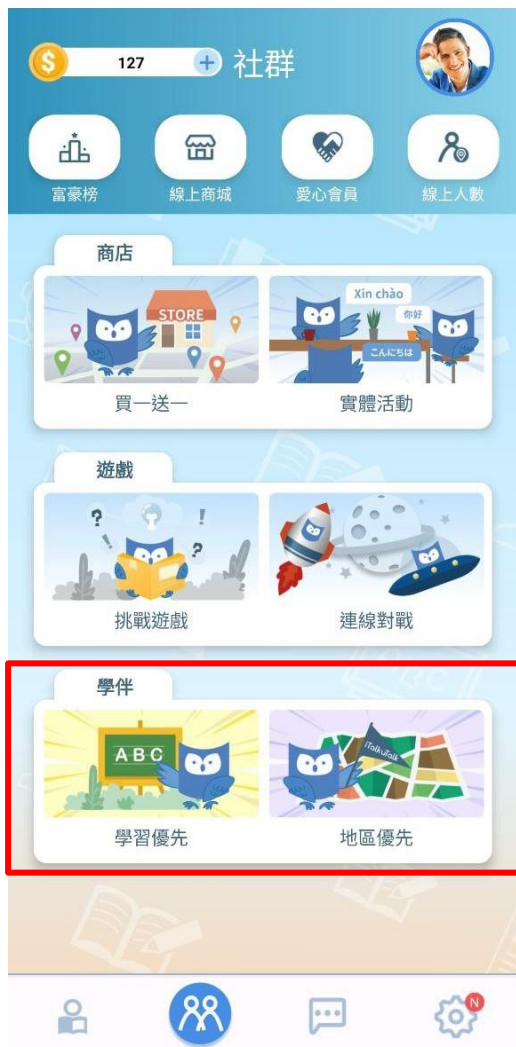 127
社群
富豪榜
線上商城
愛心會員
線上人數
商店
STORE
Xin chào
你好
こんにちは
買一送一
實體活動
遊戲
?
!
?
挑戰遊戲
連線對戰
學伴
ABC
iTalkuTalk
學習優先
地區優先
N